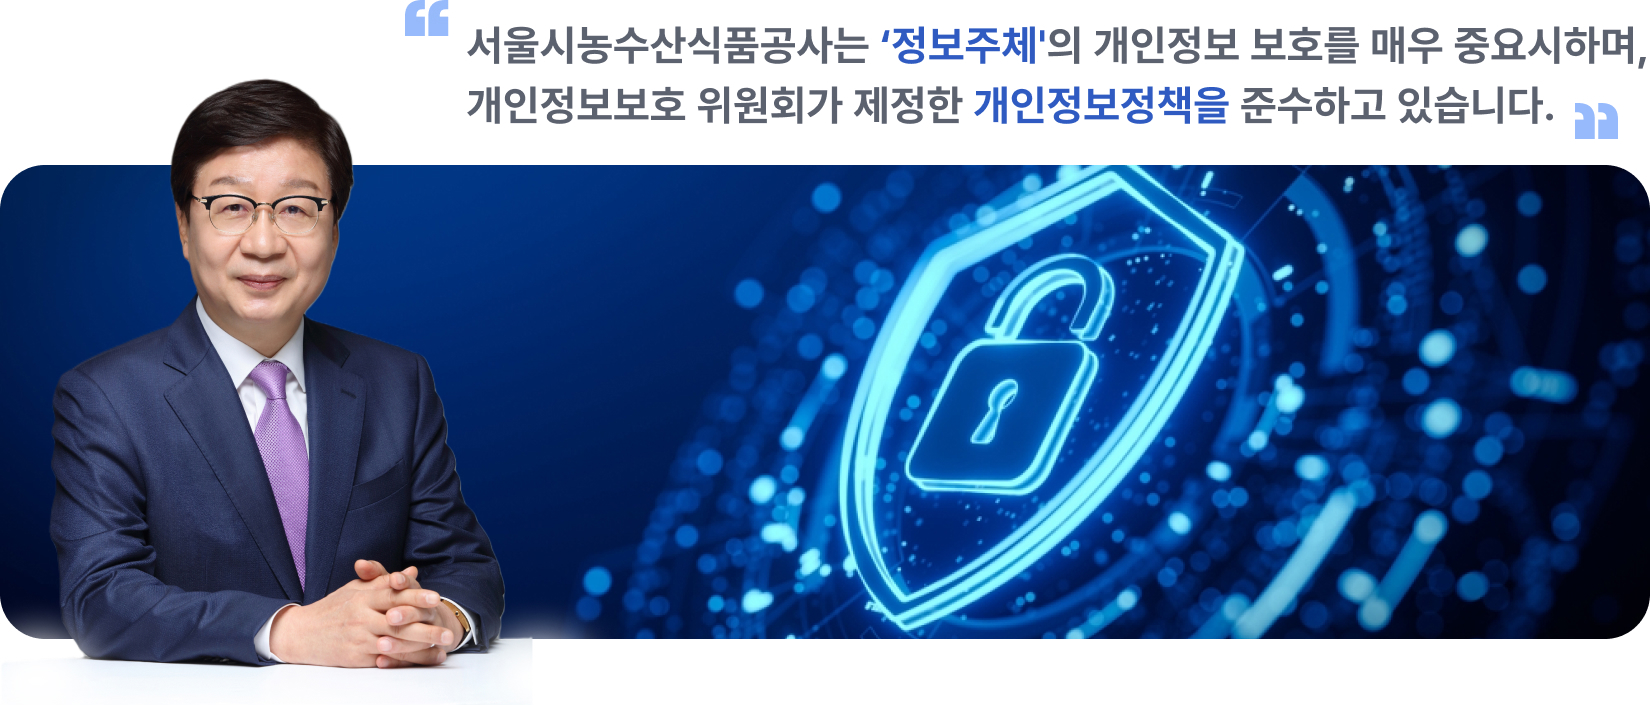 “ 서울시농수산식품공사는 ‘정보주체'의 개인정보 보호를 매우 중요시하며,
개인정보보호 위원회가 제정한 개인정보정책을 준수하고 있습니다. ”